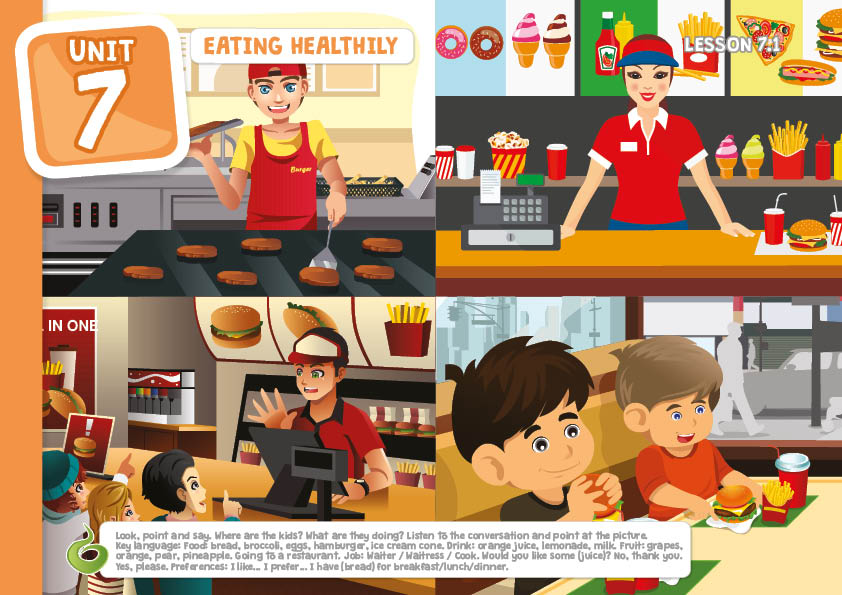 UNIT
7
EATING HEALTHILY
LESSON 7.1
Burger
L IN ONE
!
Look, point and say. Where are the kids? What are they doing? Listen to the conversation and point at the picture.
Key language: Food: bread, broccoli, eggs, hamburger, ice cream cone. Drink: orange juice, lemonade, milk. Fruit: grapes,
orange, pear, pineapple. Going to a restaurant. Job: Waiter / Waitress / Cook. Would you like some (juice)? No, thank you.
Yes, please. Preferences: I like... I prefer... I have (bread) for breakfast/lunch/dinner.